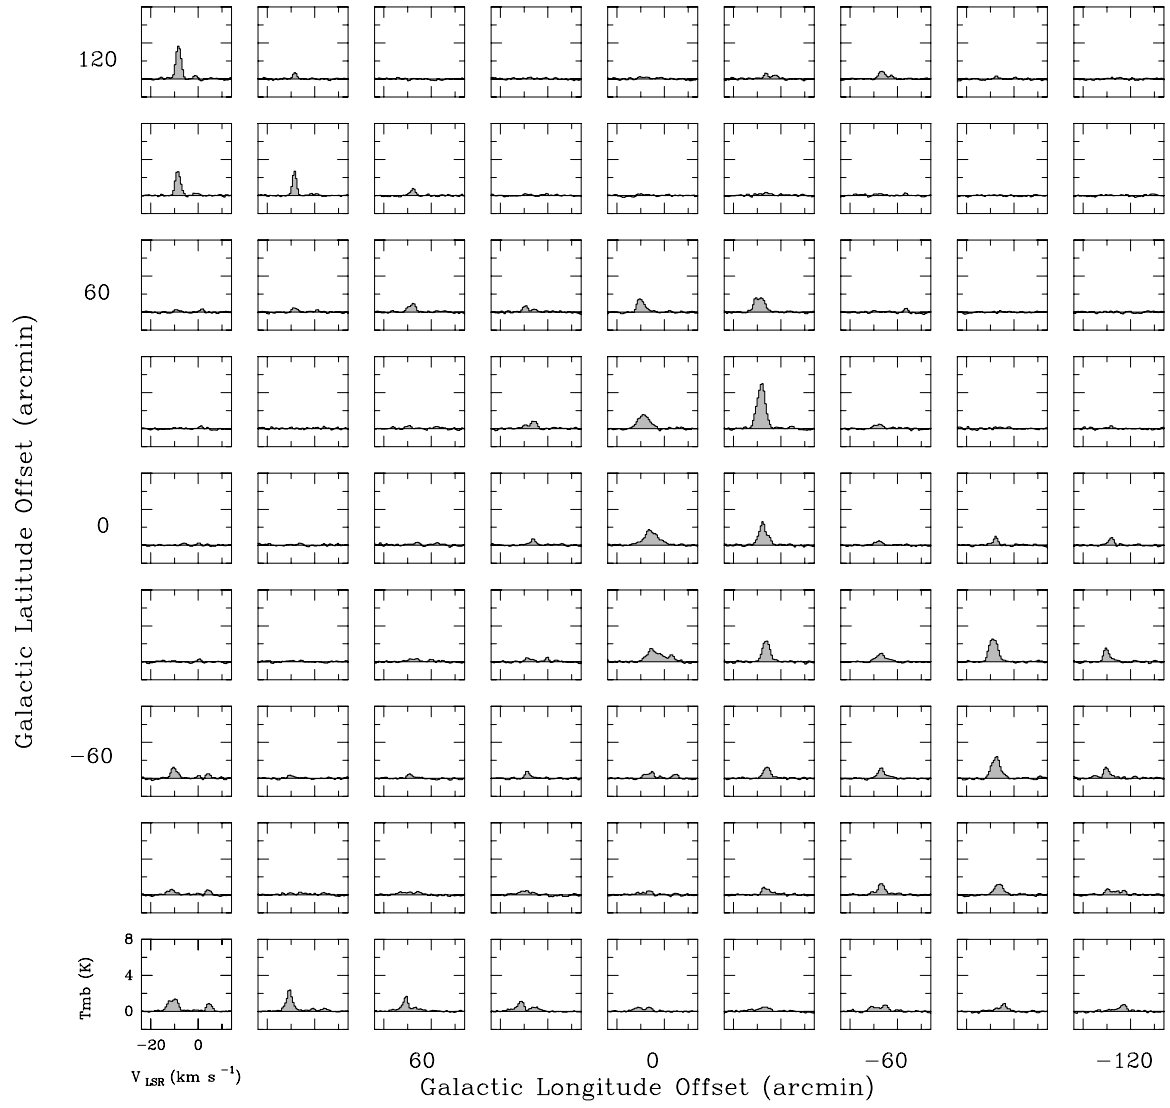 120
60
0
−60
Galactic Latitude Offset (arcmin)
8
4
0
Tmb (K)
−20 0
V LSR (km s −1)
60 0 −60 −120
Galactic Longitude Offset (arcmin)